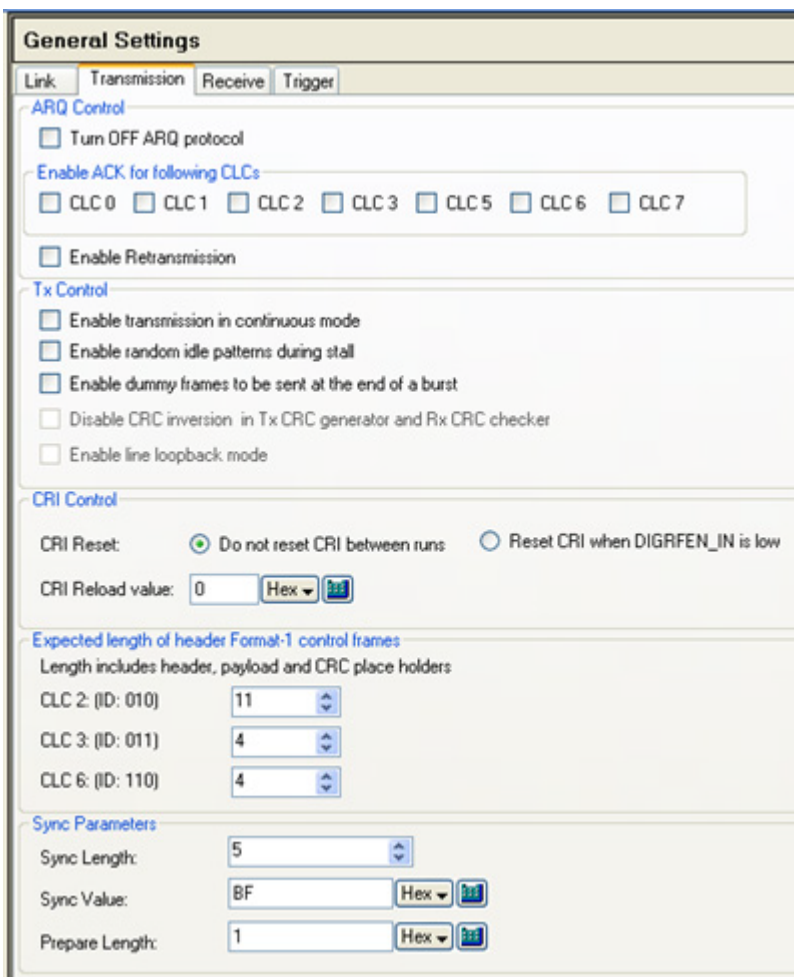 General Settings
Link Transmission Receive Trigger
ARQ Control
Turn OFF ARQ protocol
Enable ACK for following CLCs
CLC 0 CLC 1 CLC 2 CLC 3 CLC 5 CLC 6 CLC 7
Enable Retransmission
Tx Control
Enable transmission in continuous mode
Enable random idle patterns during stall
Enable dummy frames to be sent at the end of a burst
Disable CRC inversion in Tx CRC generator and Rx CRC checker
Enable line loopback mode
CRI Control
CRI Reset: Do not reset CRI between runs Reset CRI when DIGRFEN_IN is low
CRI Reload value: 0 Hex
Expected length of header Format-1 control frames
Length includes header, payload and CRC place holders
CLC 2: (ID: 010) 11
CLC 3: (ID: 011) 4
CLC 6: (ID: 110) 4
Sync Parameters
Sync Length: 5
Sync Value: BF Hex
Prepare Length: 1 Hex